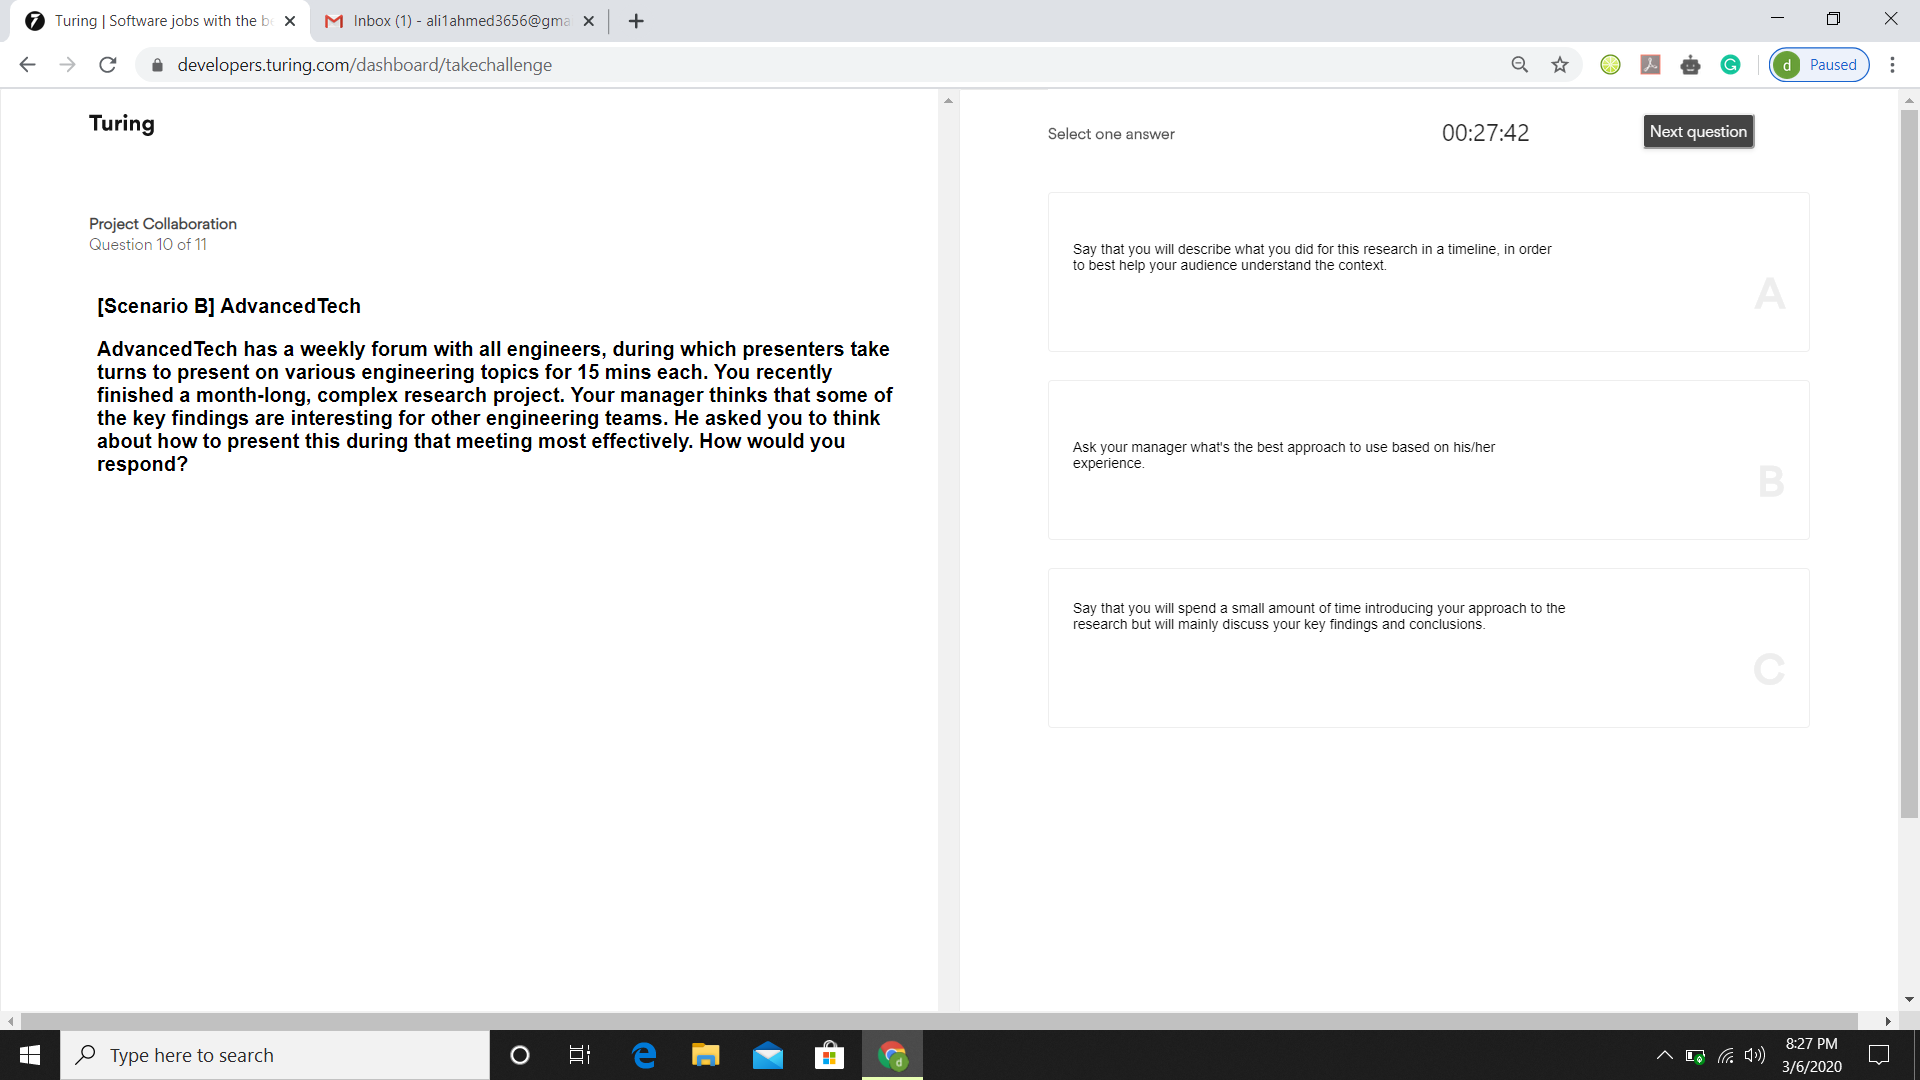 Turing | Software jobs with the be
Inbox (1) - ali1ahmed3656@gma
developers.turing.com/dashboard/takechallenge
d Paused
Turing
Select one answer
00:27:42
Next question
Project Collaboration
Question 10 of 11
[Scenario B] AdvancedTech
AdvancedTech has a weekly forum with all engineers, during which presenters take
turns to present on various engineering topics for 15 mins each. You recently
finished a month-long, complex research project. Your manager thinks that some of
the key findings are interesting for other engineering teams. He asked you to think
about how to present this during that meeting most effectively. How would you
respond?
Say that you will describe what you did for this research in a timeline, in order
to best help your audience understand the context.
A
Ask your manager what's the best approach to use based on his/her
experience.
B
Say that you will spend a small amount of time introducing your approach to the
research but will mainly discuss your key findings and conclusions.
C
Type here to search
d
8:27 PM
3/6/2020